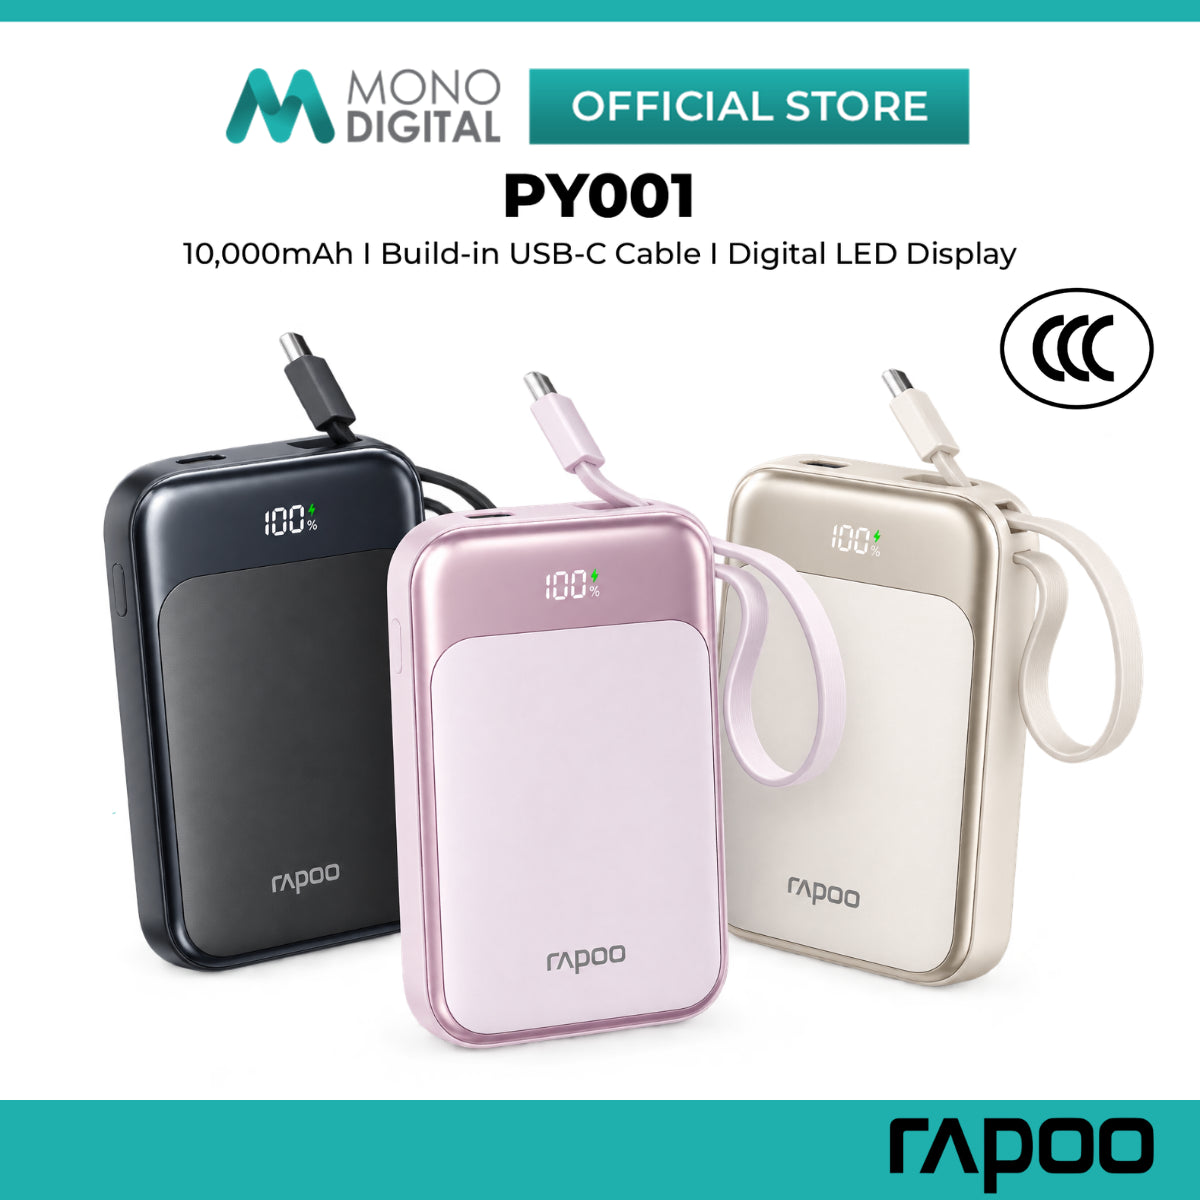 MONO
DIGITAL
OFFICIAL STORE
PY001
10,000mAh I Build-in USB-C Cable I Digital LED Display
CCC
100%
100%
100%
rapoo
rapoo
rapoo
rapoo